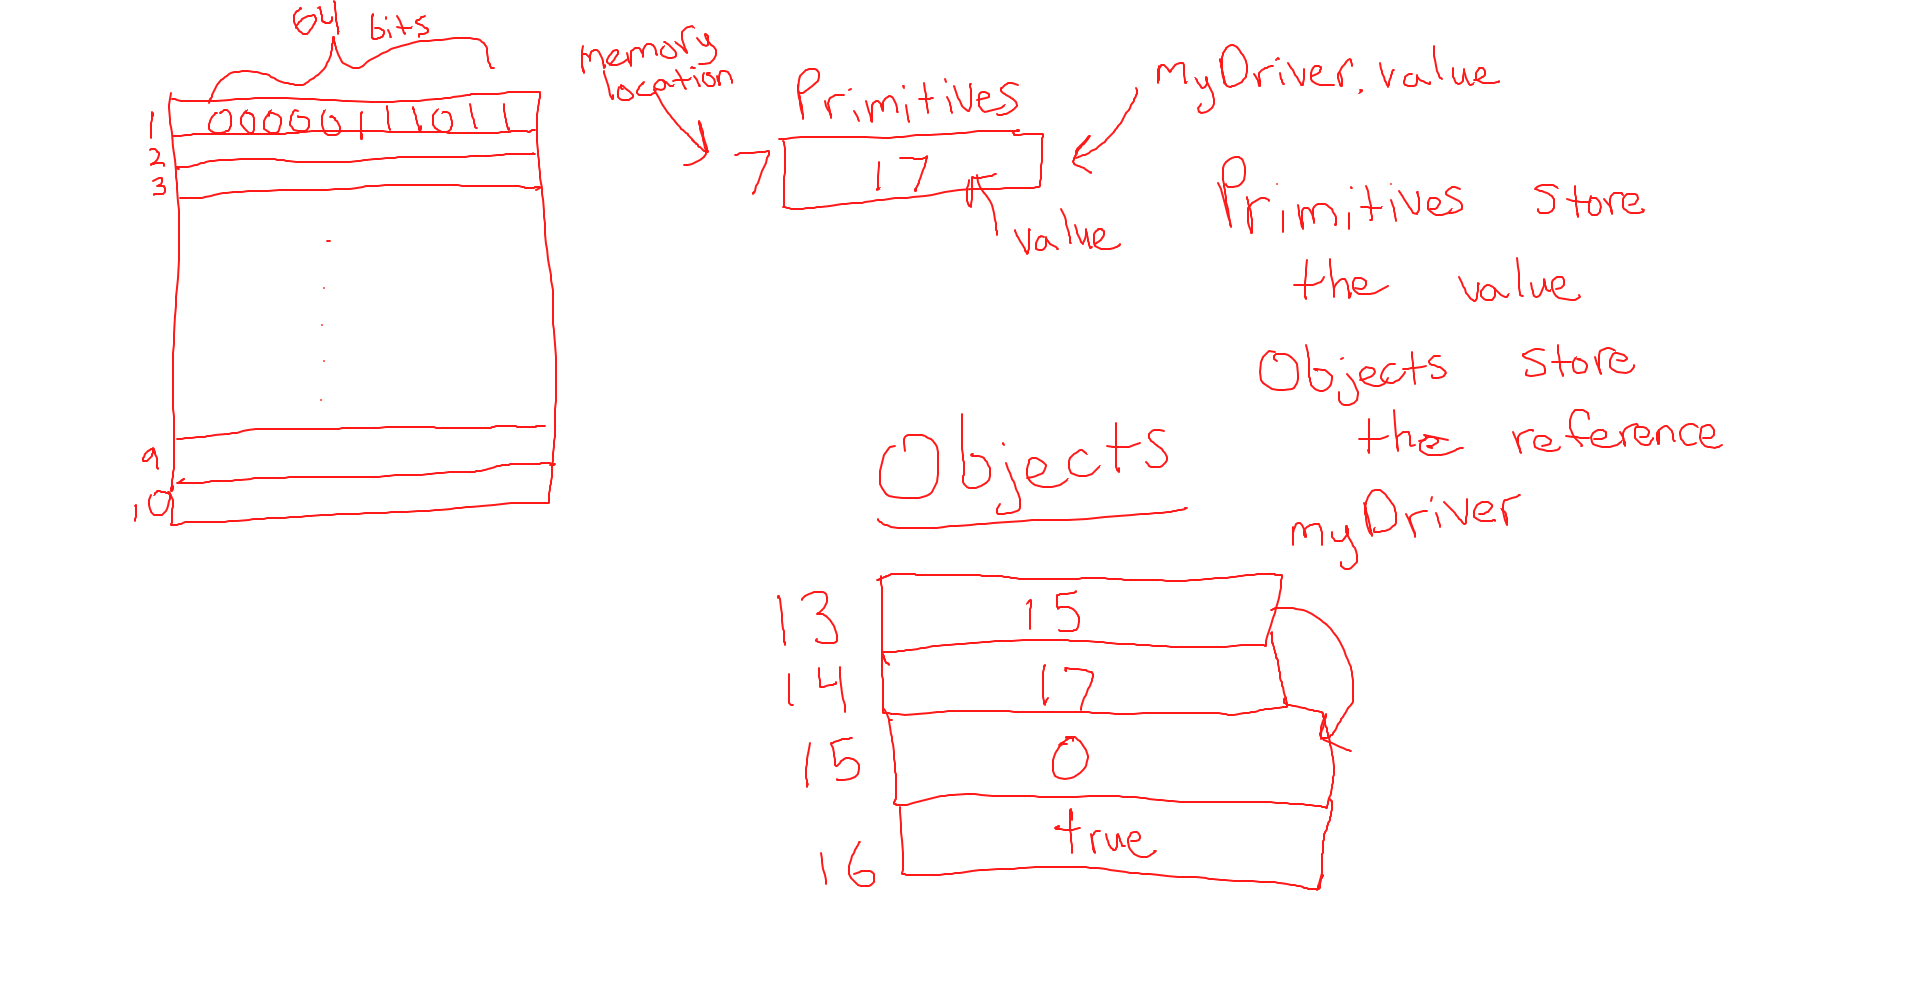 64 bits
1 00000111011
2
3
9
10
memory
location
Primitives
7 17
value
myDriver.value
Primitives store
the value
Objects store
the reference
Objects
myDriver
13 15
14 17
15 0
16 true